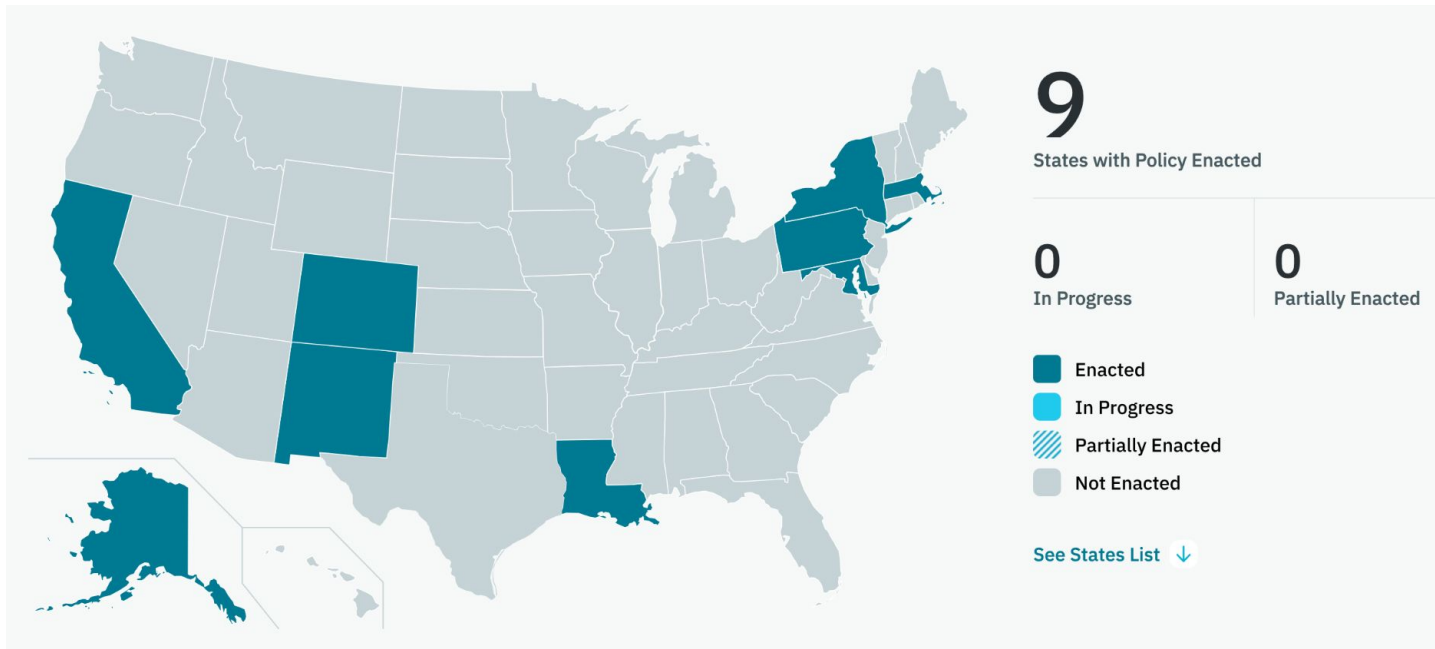 9
States with Policy Enacted
0
In Progress
0
Partially Enacted
Enacted
In Progress
Partially Enacted
Not Enacted
See States List